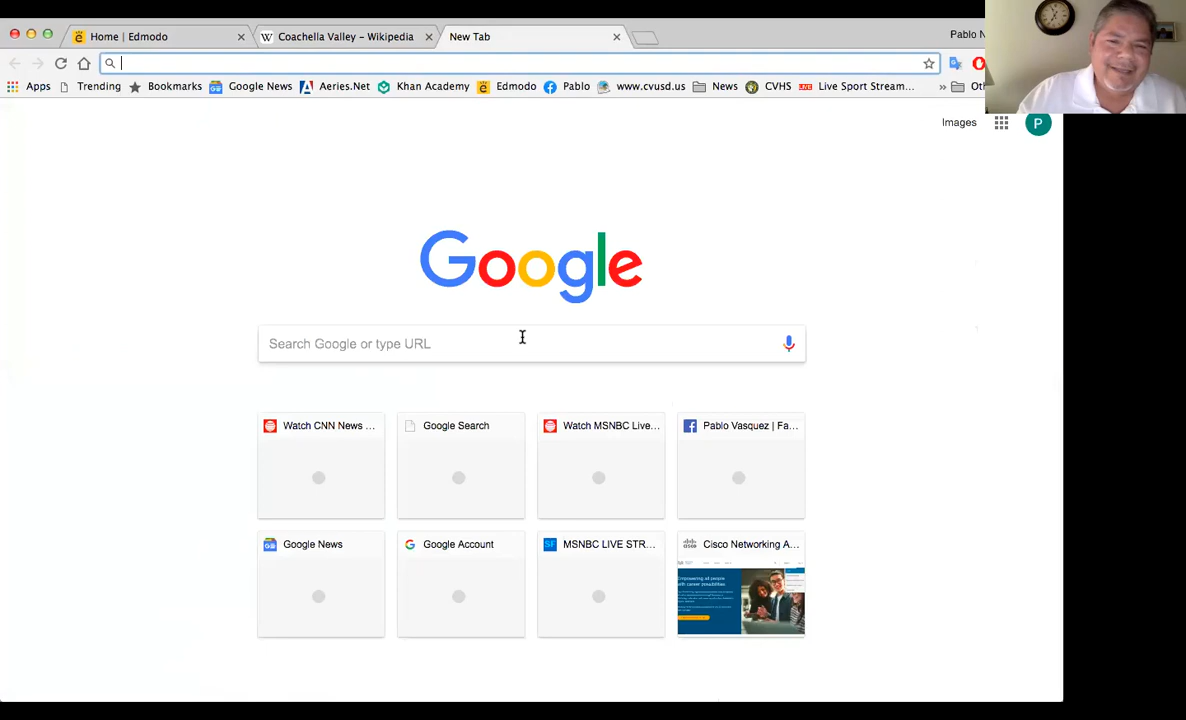 Home | Edmodo
Coachella Valley – Wikipedia
New Tab
Pablo N
Apps
Trending
Bookmarks
Google News
Aeries.Net
Khan Academy
Edmodo
Pablo
www.cvusd.us
News
CVHS
LIVE
Live Sport Stream...
»
Images
P
Google
Search Google or type URL
Watch CNN News ...
Google Search
Watch MSNBC Live...
Pablo Vasquez | Fa...
Google News
Google Account
SF
MSNBC LIVE STR...
Cisco Networking A...
Empowering all people
with career possibilities